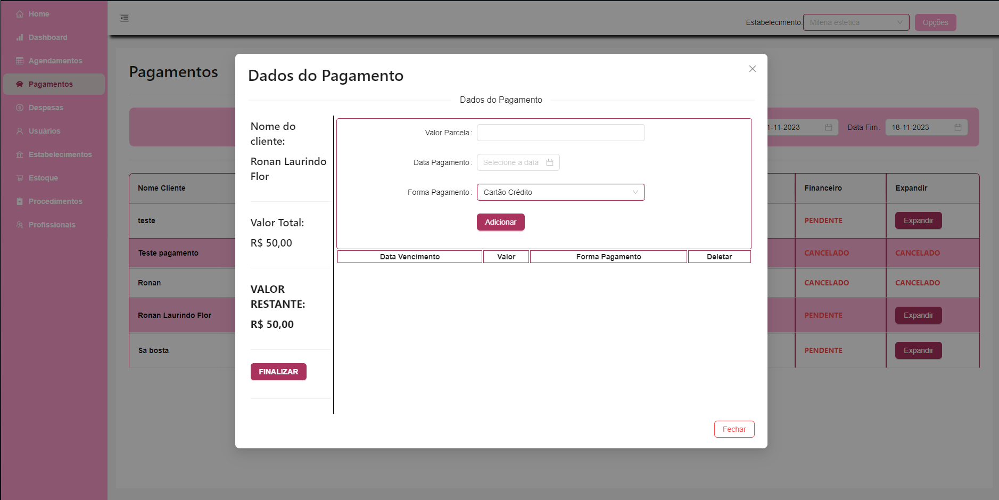 Home
Dashboard
Agendamentos
Pagamentos
Despesas
Usuários
Estabelecimentos
Estoque
Procedimentos
Profissionais
Estabelecimento: Milena estetica Opções
Pagamentos
1-11-2023 Data Fim: 18-11-2023
Nome Cliente Financeiro Expandir
teste PENDENTE Expandir
Teste pagamento CANCELADO CANCELADO
Ronan CANCELADO CANCELADO
Ronan Laurindo Flor PENDENTE Expandir
Sa bosta PENDENTE Expandir
Dados do Pagamento
Dados do Pagamento
Nome do
cliente:
Ronan Laurindo
Flor
Valor Total:
R$ 50,00
VALOR
RESTANTE:
R$ 50,00
FINALIZAR
Valor Parcela:
Data Pagamento: Selecione a data
Forma Pagamento: Cartão Crédito
Adicionar
Data Vencimento Valor Forma Pagamento Deletar
Fechar